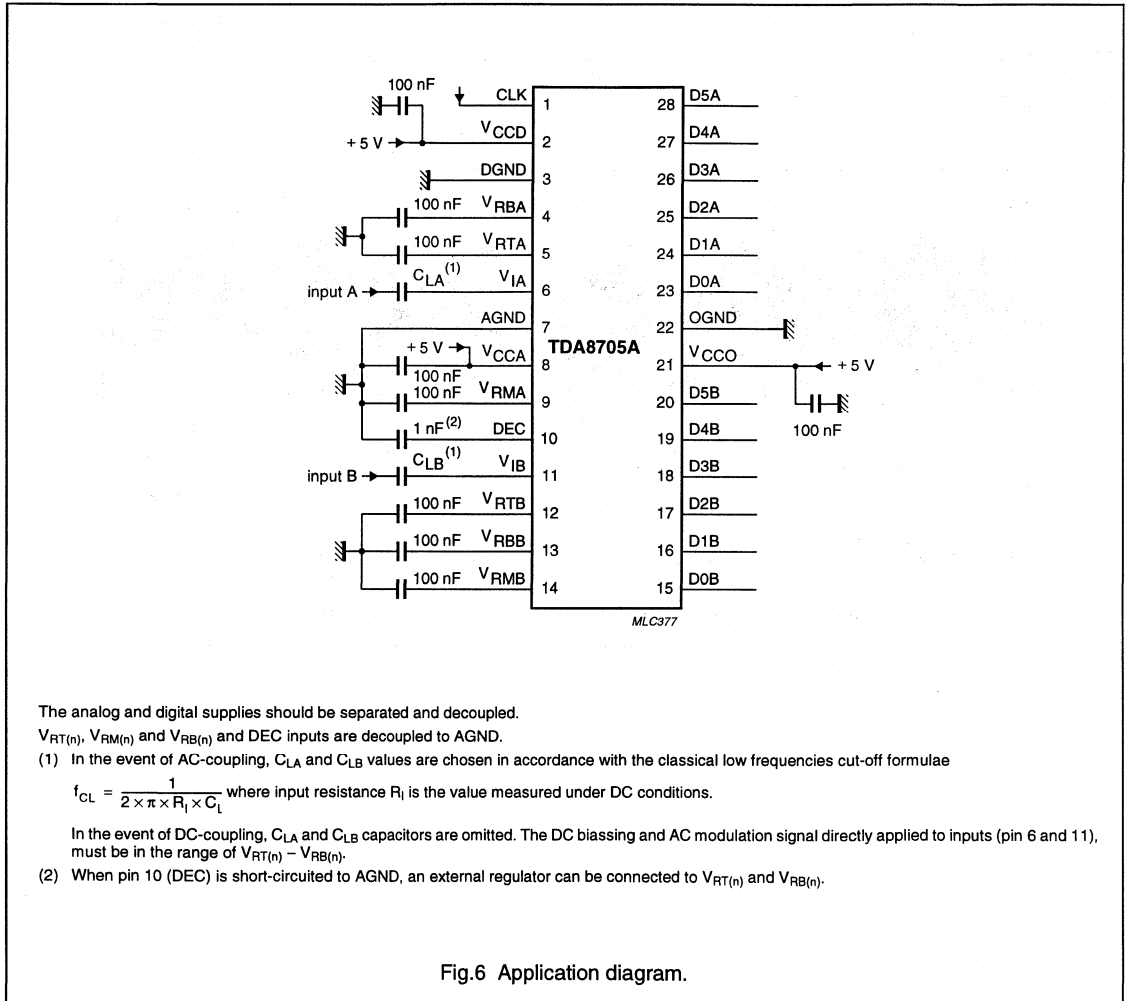 100 nF
CLK 1 28 D5A
+ 5 V VCCD 2 27 D4A
DGND 3 26 D3A
100 nF VRBA 4 25 D2A
100 nF VRTA 5 24 D1A
input A CLA(1) VIA 6 23 D0A
AGND 7 22 OGND
TDA8705A
+ 5 V VCCA 8 21 VCCO + 5 V
100 nF
100 nF VRMA 9 20 D5B
100 nF
1 nF(2) DEC 10 19 D4B
input B CLB(1) VIB 11 18 D3B
100 nF VRTB 12 17 D2B
100 nF VRBB 13 16 D1B
100 nF VRMB 14 15 D0B
MLC377
The analog and digital supplies should be separated and decoupled.
VRT(n), VRM(n) and VRB(n) and DEC inputs are decoupled to AGND.
(1) In the event of AC-coupling, CLA and CLB values are chosen in accordance with the classical low frequencies cut-off formulae
fCL = 1 / (2 × π × RI × CL) where input resistance RI is the value measured under DC conditions.
In the event of DC-coupling, CLA and CLB capacitors are omitted. The DC biassing and AC modulation signal directly applied to inputs (pin 6 and 11),
must be in the range of VRT(n) − VRB(n).
(2) When pin 10 (DEC) is short-circuited to AGND, an external regulator can be connected to VRT(n) and VRB(n).
Fig.6 Application diagram.